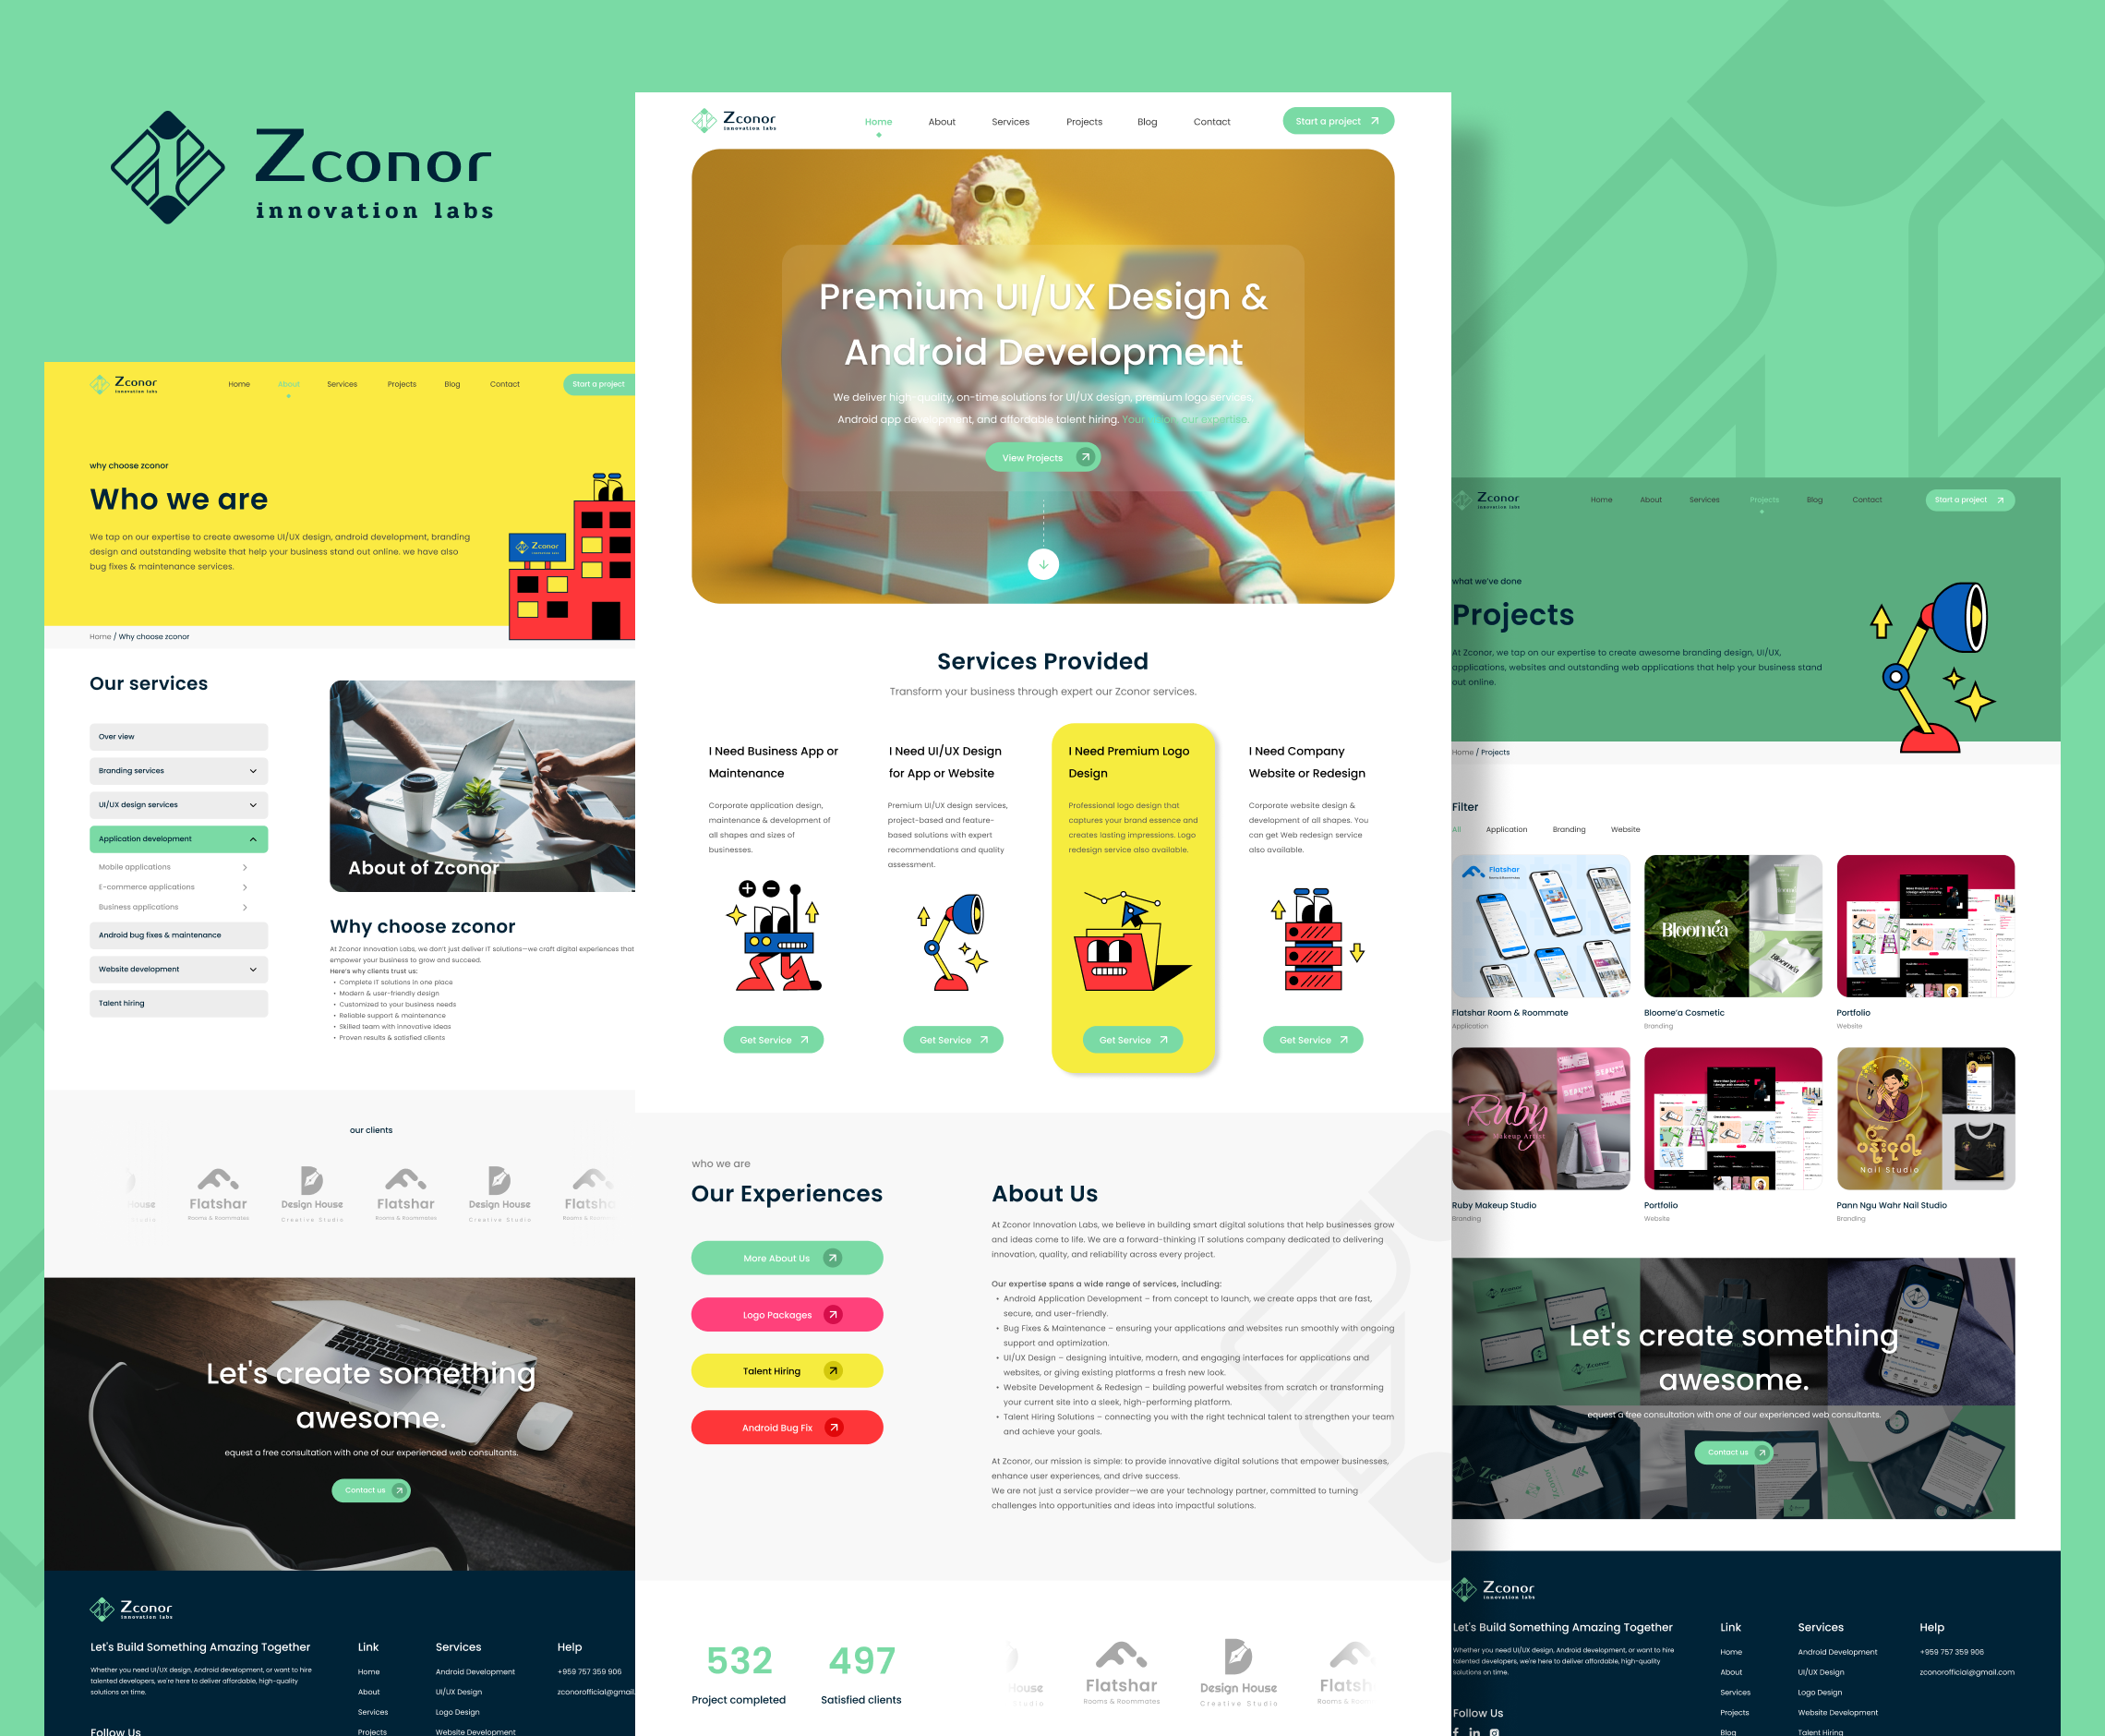 Zconor
innovation labs
Zconor
innovation labs
Home
About
Services
Projects
Blog
Contact
Start a project
why choose zconor
Who we are
We tap on our expertise to create awesome UI/UX design, android development, branding
design and outstanding website that help your business stand out online. we have also
bug fixes & maintenance services.
Zconor
Home / Why choose zconor
Our services
Over view
Branding services
UI/UX design services
Application development
Mobile applications
E-commerce applications
Business applications
Android bug fixes & maintenance
Website development
Talent hiring
About of Zconor
Why choose zconor
At Zconor Innovation Labs, we don't just deliver IT solutions—we craft digital experiences that
empower your business to grow and succeed.
Here's why clients trust us:
• Complete IT solutions in one place
• Modern & user-friendly design
• Customized to your business needs
• Reliable support & maintenance
• Skilled team with innovative ideas
• Proven results & satisfied clients
our clients
House
Flatshar
Rooms & Roommates
Design House
Creative Studio
Flatshar
Rooms & Roommates
Design House
Creative Studio
Flatsha
Let's create something
awesome.
equest a free consultation with one of our experienced web consultants.
Contact us
Zconor
innovation labs
Let's Build Something Amazing Together
Whether you need UI/UX design, Android development, or want to hire
talented developers, we're here to deliver affordable, high-quality
solutions on time.
Follow Us
Link
Home
About
Services
Projects
Services
Android Development
UI/UX Design
Logo Design
Website Development
Help
+959 757 359 906
zconorofficial@gmail.
Zconor
innovation labs
Home
About
Services
Projects
Blog
Contact
Start a project
Premium UI/UX Design &
Android Development
We deliver high-quality, on-time solutions for UI/UX design, premium logo services,
Android app development, and affordable talent hiring. Your vision, our expertise.
View Projects
Services Provided
Transform your business through expert our Zconor services.
I Need Business App or
Maintenance
Corporate application design,
maintenance & development of
all shapes and sizes of
businesses.
Get Service
I Need UI/UX Design
for App or Website
Premium UI/UX design services,
project-based and feature-
based solutions with expert
recommendations and quality
assessment.
Get Service
I Need Premium Logo
Design
Professional logo design that
captures your brand essence and
creates lasting impressions. Logo
redesign service also available.
Get Service
I Need Company
Website or Redesign
Corporate website design &
development of all shapes. You
can get Web redesign service
also available.
Get Service
who we are
Our Experiences
More About Us
Logo Packages
Talent Hiring
Android Bug Fix
About Us
At Zconor Innovation Labs, we believe in building smart digital solutions that help businesses grow
and ideas come to life. We are a forward-thinking IT solutions company dedicated to delivering
innovation, quality, and reliability across every project.
Our expertise spans a wide range of services, including:
• Android Application Development – from concept to launch, we create apps that are fast,
secure, and user-friendly.
• Bug Fixes & Maintenance – ensuring your applications and websites run smoothly with ongoing
support and optimization.
• UI/UX Design – designing intuitive, modern, and engaging interfaces for applications and
websites, or giving existing platforms a fresh new look.
• Website Development & Redesign – building powerful websites from scratch or transforming
your current site into a sleek, high-performing platform.
• Talent Hiring Solutions – connecting you with the right technical talent to strengthen your team
and achieve your goals.
At Zconor, our mission is simple: to provide innovative digital solutions that empower businesses,
enhance user experiences, and drive success.
We are not just a service provider—we are your technology partner, committed to turning
challenges into opportunities and ideas into impactful solutions.
532
Project completed
497
Satisfied clients
House
Flatshar
Rooms & Roommates
Design House
Creative Studio
Flatsh
Zconor
innovation labs
Home
About
Services
Projects
Blog
Contact
Start a project
what we've done
Projects
At Zconor, we tap on our expertise to create awesome branding design, UI/UX,
applications, websites and outstanding web applications that help your business stand
out online.
Home / Projects
Filter
All
Application
Branding
Website
Flatshar
Flatshar Room & Roommate
Application
Bloomea
Bloomea
Bloome'a Cosmetic
Branding
Portfolio
Website
Ruby
Makeup Artist
BEAUTY
Ruby Makeup Studio
Branding
Portfolio
Website
ပန်းငုဝါ
Nail Studio
Pann Ngu Wahr Nail Studio
Branding
Zconor
Let's create something
awesome.
equest a free consultation with one of our experienced web consultants.
Contact us
Zconor
Zconor
innovation labs
Let's Build Something Amazing Together
Whether you need UI/UX design, Android development, or want to hire
talented developers, we're here to deliver affordable, high-quality
solutions on time.
Follow Us
Link
Home
About
Services
Projects
Blog
Services
Android Development
UI/UX Design
Logo Design
Website Development
Talent Hiring
Help
+959 757 359 906
zconorofficial@gmail.com